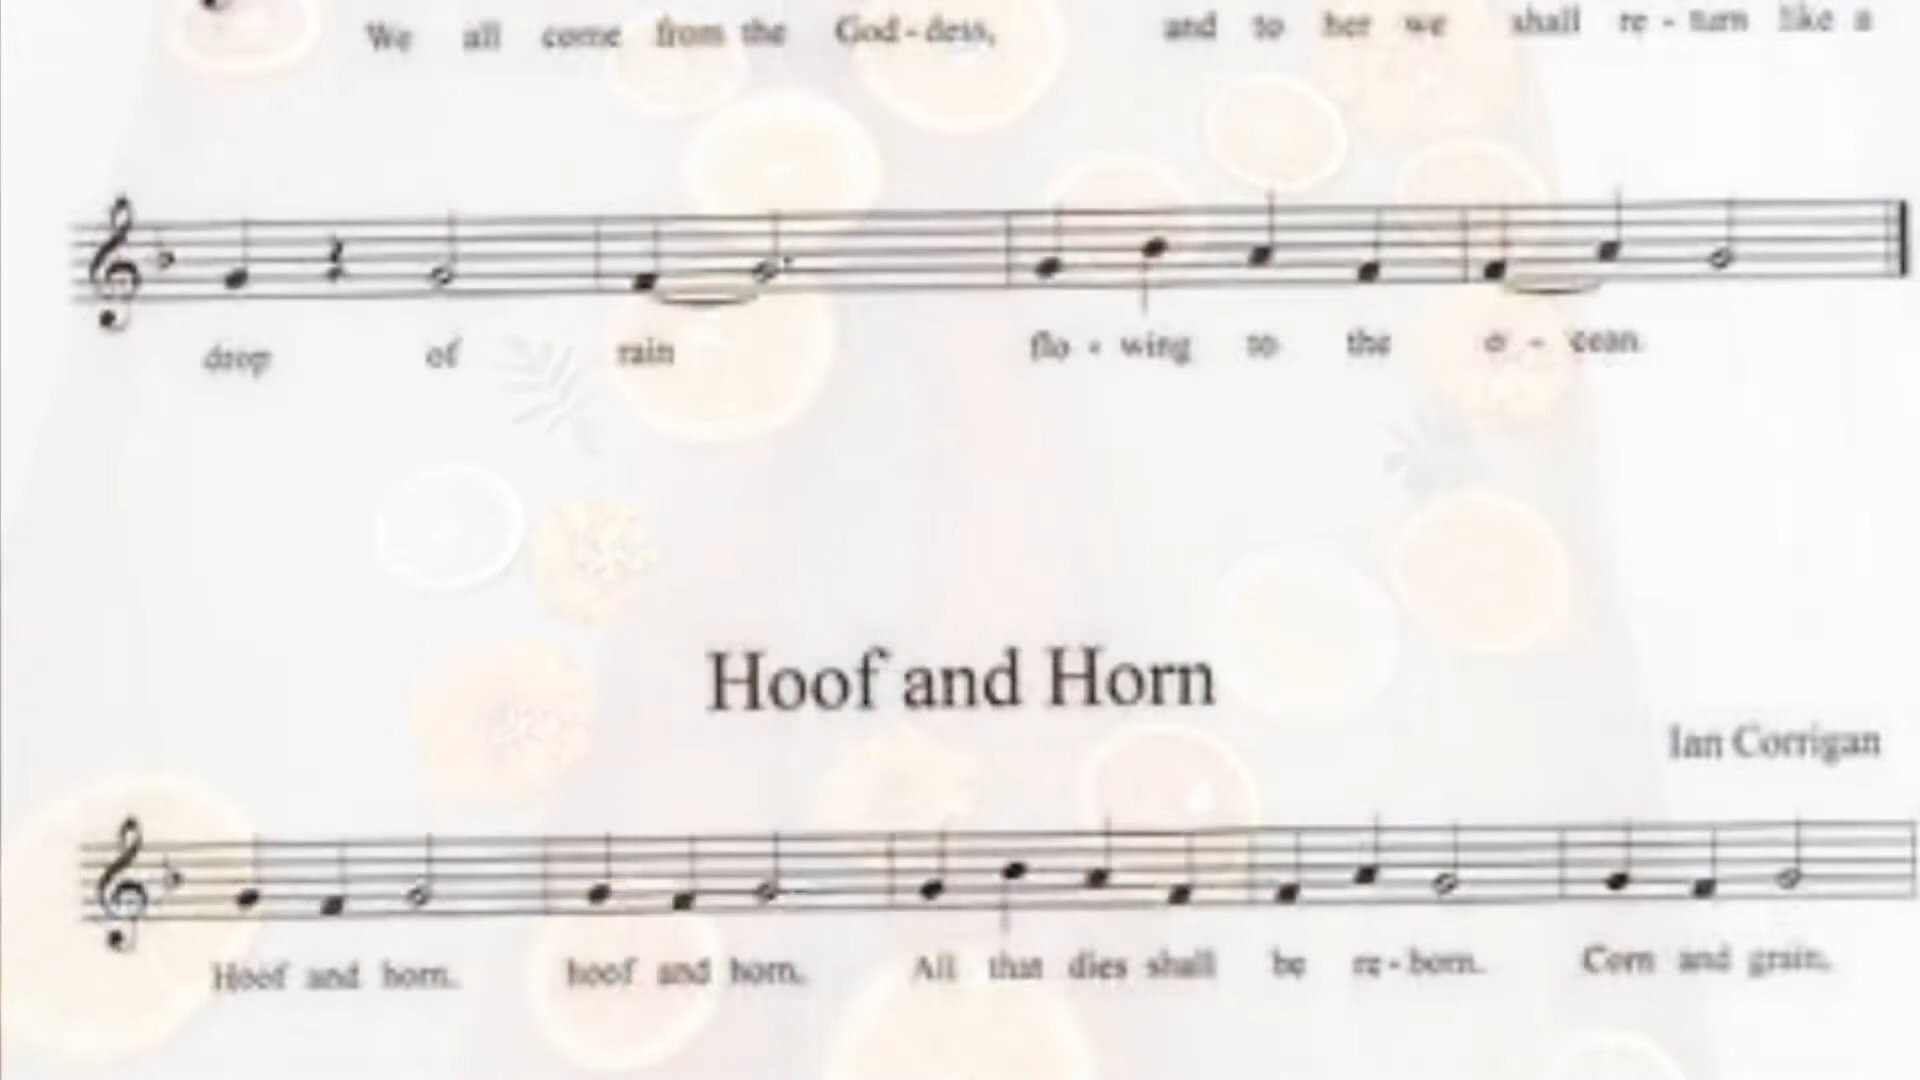 We all come from the God-dess, and to her we shall re-turn like a
drop of rain flo-wing to the o-cean.
Hoof and Horn
Ian Corrigan
Hoof and horn, hoof and horn, All that dies shall be re-born. Corn and grain,